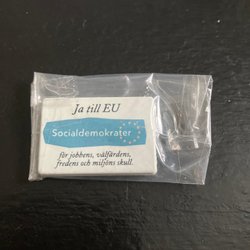 Ja till EU
Socialdemokrater
för jobbens, välfärdens,
fredens och miljöns skull.